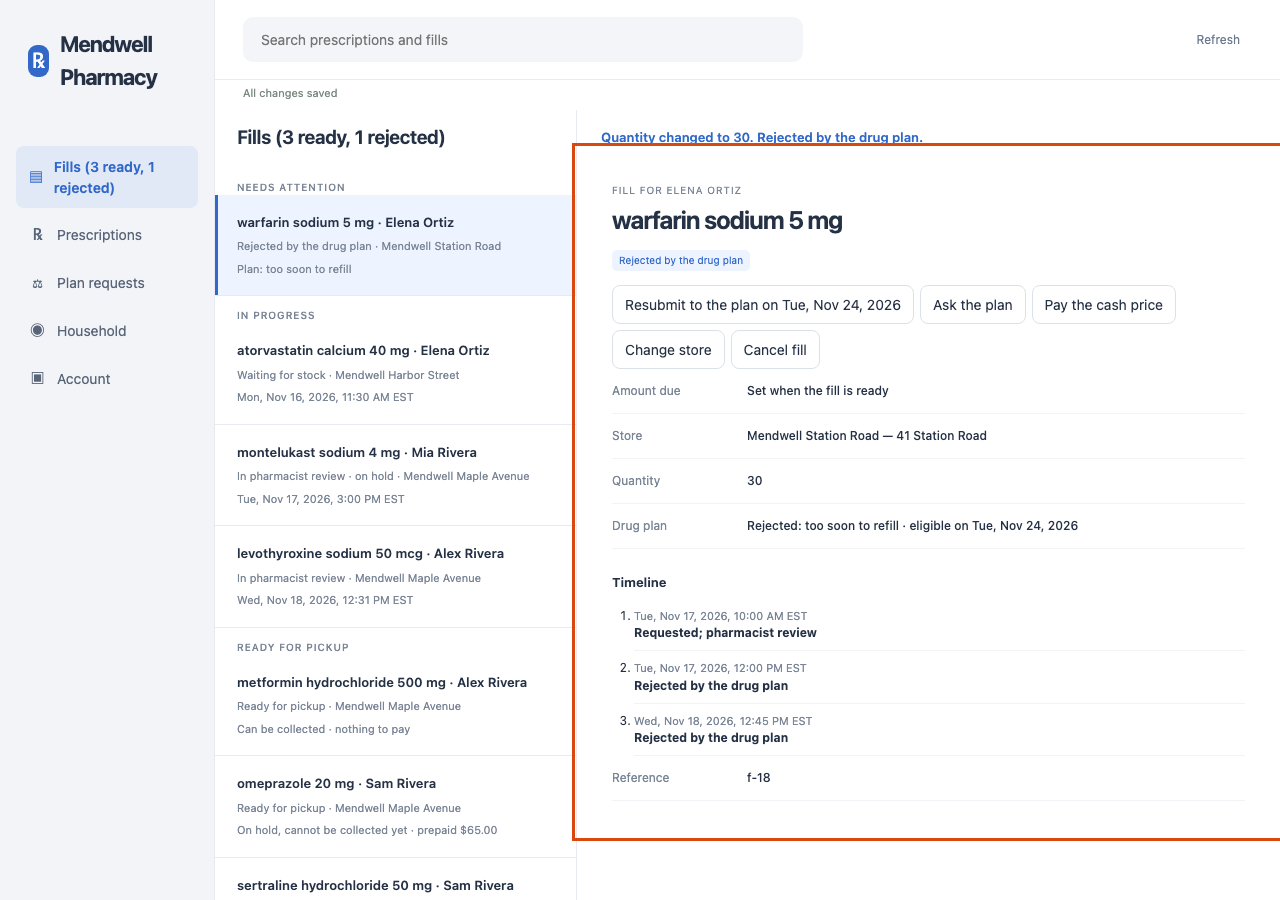 ℞
Mendwell
Pharmacy
Fills (3 ready, 1
rejected)
℞ Prescriptions
Plan requests
Household
Account
Search prescriptions and fills
Refresh
All changes saved
Fills (3 ready, 1 rejected)
NEEDS ATTENTION
warfarin sodium 5 mg · Elena Ortiz
Rejected by the drug plan · Mendwell Station Road
Plan: too soon to refill
IN PROGRESS
atorvastatin calcium 40 mg · Elena Ortiz
Waiting for stock · Mendwell Harbor Street
Mon, Nov 16, 2026, 11:30 AM EST
montelukast sodium 4 mg · Mia Rivera
In pharmacist review · on hold · Mendwell Maple Avenue
Tue, Nov 17, 2026, 3:00 PM EST
levothyroxine sodium 50 mcg · Alex Rivera
In pharmacist review · Mendwell Maple Avenue
Wed, Nov 18, 2026, 12:31 PM EST
READY FOR PICKUP
metformin hydrochloride 500 mg · Alex Rivera
Ready for pickup · Mendwell Maple Avenue
Can be collected · nothing to pay
omeprazole 20 mg · Sam Rivera
Ready for pickup · Mendwell Maple Avenue
On hold, cannot be collected yet · prepaid $65.00
sertraline hydrochloride 50 mg · Sam Rivera
Quantity changed to 30. Rejected by the drug plan.
FILL FOR ELENA ORTIZ
warfarin sodium 5 mg
Rejected by the drug plan
Resubmit to the plan on Tue, Nov 24, 2026 Ask the plan Pay the cash price
Change store Cancel fill
Amount due Set when the fill is ready
Store Mendwell Station Road — 41 Station Road
Quantity 30
Drug plan Rejected: too soon to refill · eligible on Tue, Nov 24, 2026
Timeline
1. Tue, Nov 17, 2026, 10:00 AM EST
Requested; pharmacist review
2. Tue, Nov 17, 2026, 12:00 PM EST
Rejected by the drug plan
3. Wed, Nov 18, 2026, 12:45 PM EST
Rejected by the drug plan
Reference f-18